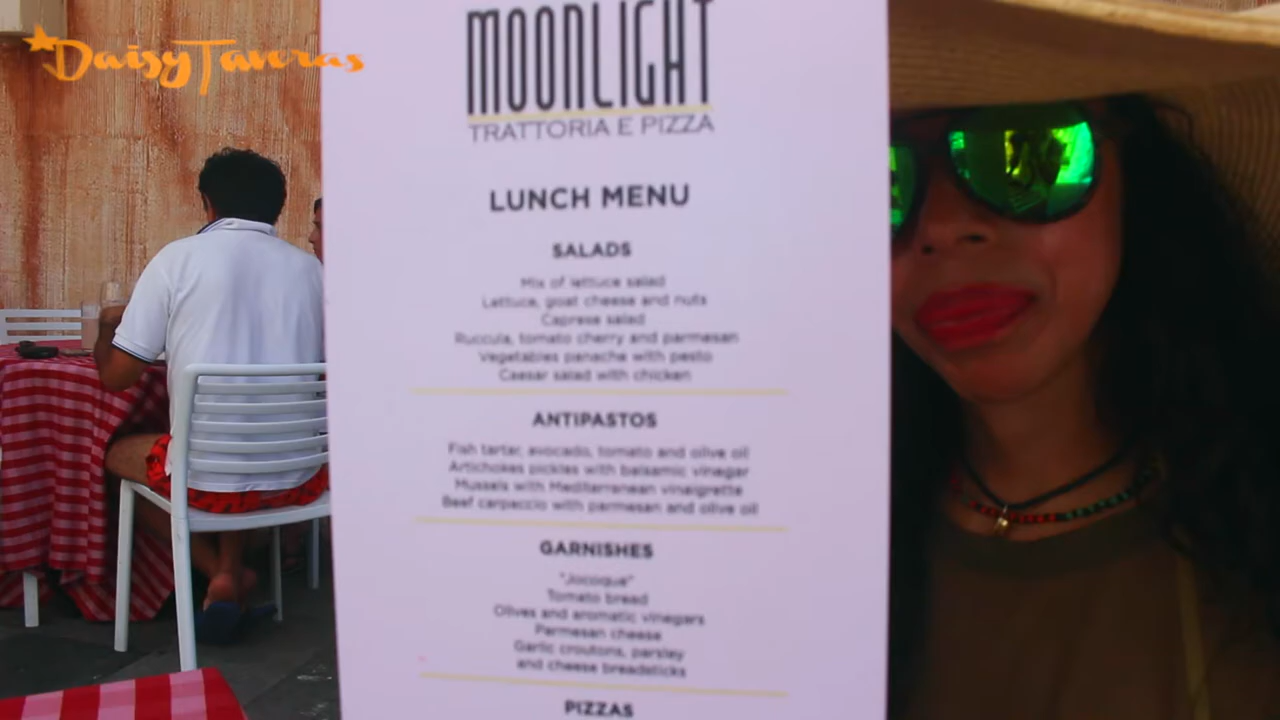 DaisyTaveras
MOONLIGHT
TRATTORIA E PIZZA
LUNCH MENU
SALADS
Mix of lettuce salad
Lettuce, goat cheese and nuts
Caprese salad
Ruccula, tomato cherry and parmesan
Vegetables panache with pesto
Caesar salad with chicken
ANTIPASTOS
Fish tartar, avocado, tomato and olive oil
Artichokes pickles with balsamic vinegar
Mussels with Mediterranean vinaigrette
Beef carpaccio with parmesan and olive oil
GARNISHES
"Jocoque"
Tomato bread
Olives and aromatic vinegars
Parmesan cheese
Garlic croutons, parsley
and cheese breadsticks
PIZZAS